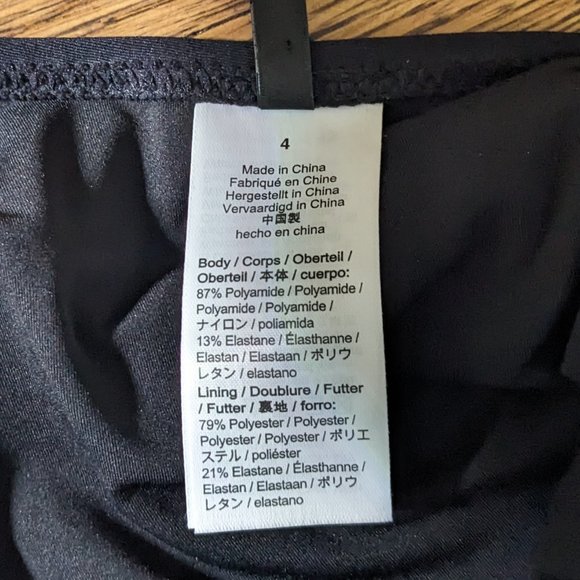 4
Made in China
Fabriqué en Chine
Hergestellt in China
Vervaardigd in China
中国製
hecho en china
Body / Corps / Oberteil /
Oberteil / 本体 / cuerpo:
87% Polyamide / Polyamide /
Polyamide / Polyamide /
ナイロン / poliamida
13% Elastane / Élasthanne /
Elastan / Elastaan / ポリウ
レタン / elastano
Lining / Doublure / Futter
/ Futter / 裏地 / forro:
79% Polyester / Polyester /
Polyester / Polyester / ポリエ
ステル / poliéster
21% Elastane / Élasthanne /
Elastan / Elastaan / ポリウ
レタン / elastano